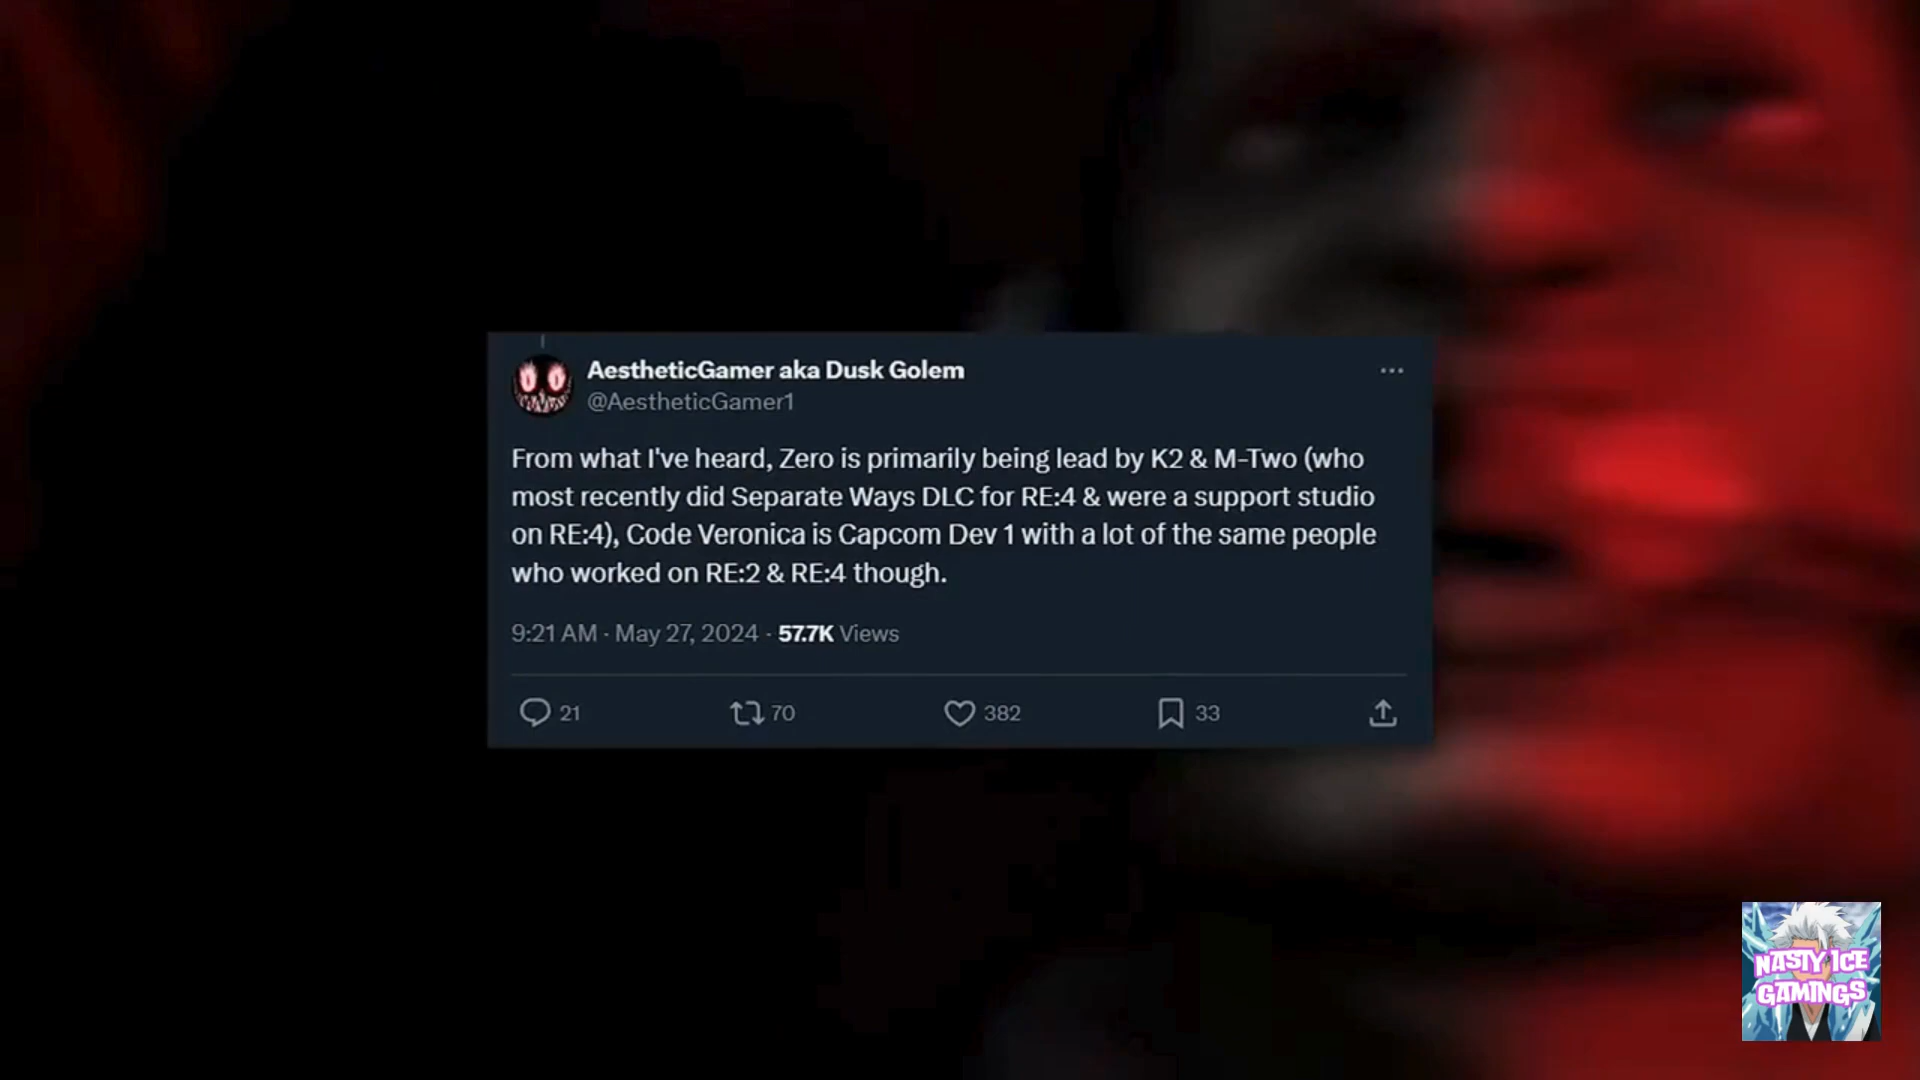 AestheticGamer aka Dusk Golem
@AestheticGamer1
From what I've heard, Zero is primarily being lead by K2 & M-Two (who
most recently did Separate Ways DLC for RE:4 & were a support studio
on RE:4), Code Veronica is Capcom Dev 1 with a lot of the same people
who worked on RE:2 & RE:4 though.
9:21 AM · May 27, 2024 · 57.7K Views
21 70 382 33
NASTY ICE
GAMINGS